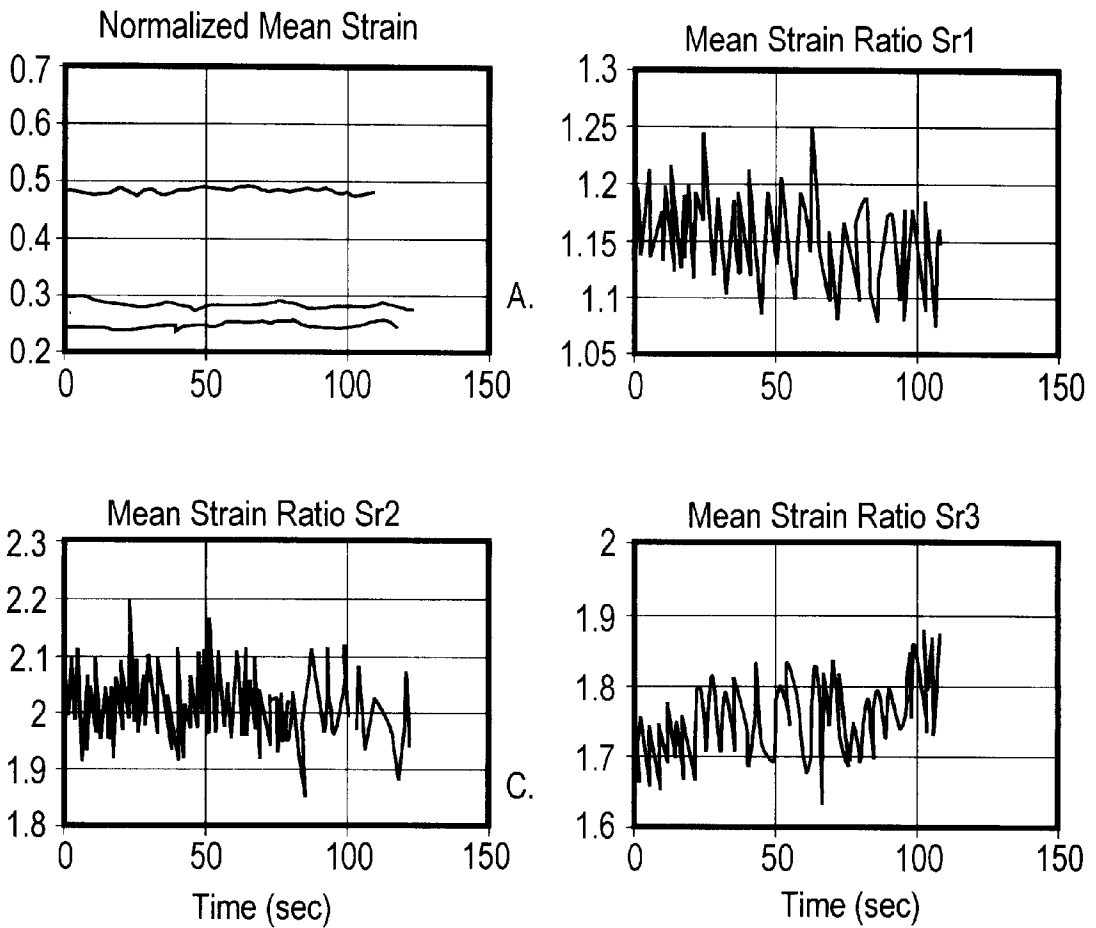 Normalized Mean Strain
0.7
0.6
0.5
0.4
0.3
0.2
0 50 100 150
A.
Mean Strain Ratio Sr1
1.3
1.25
1.2
1.15
1.1
1.05
0 50 100 150
Mean Strain Ratio Sr2
2.3
2.2
2.1
2
1.9
1.8
0 50 100 150
Time (sec)
C.
Mean Strain Ratio Sr3
2
1.9
1.8
1.7
1.6
0 50 100 150
Time (sec)